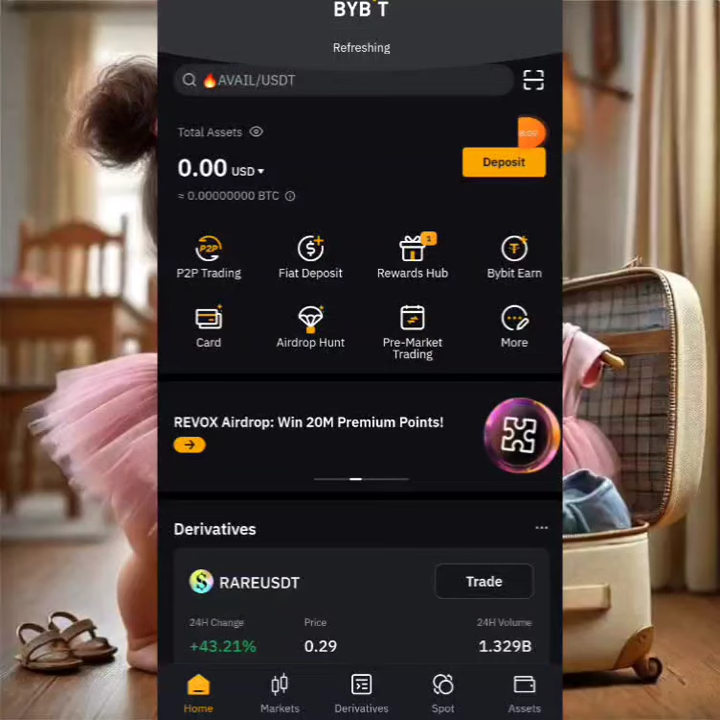 BYBIT
Refreshing
🔥AVAIL/USDT
Total Assets
0.00 USD
Deposit
≈ 0.00000000 BTC
P2P
1
P2P Trading
Fiat Deposit
Rewards Hub
Bybit Earn
Card
Airdrop Hunt
Pre-Market
Trading
More
REVOX Airdrop: Win 20M Premium Points!
Derivatives
RAREUSDT
Trade
24H Change
Price
24H Volume
+43.21%
0.29
1.329B
Home
Markets
Derivatives
Spot
Assets